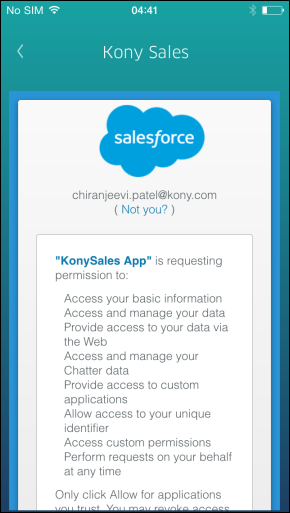 No SIM 04:41
Kony Sales
salesforce
chiranjeevi.patel@kony.com
( Not you? )
"KonySales App" is requesting
permission to:
Access your basic information
Access and manage your data
Provide access to your data via
the Web
Access and manage your
Chatter data
Provide access to custom
applications
Allow access to your unique
identifier
Access custom permissions
Perform requests on your behalf
at any time
Only click Allow for applications
you trust. You may revoke access